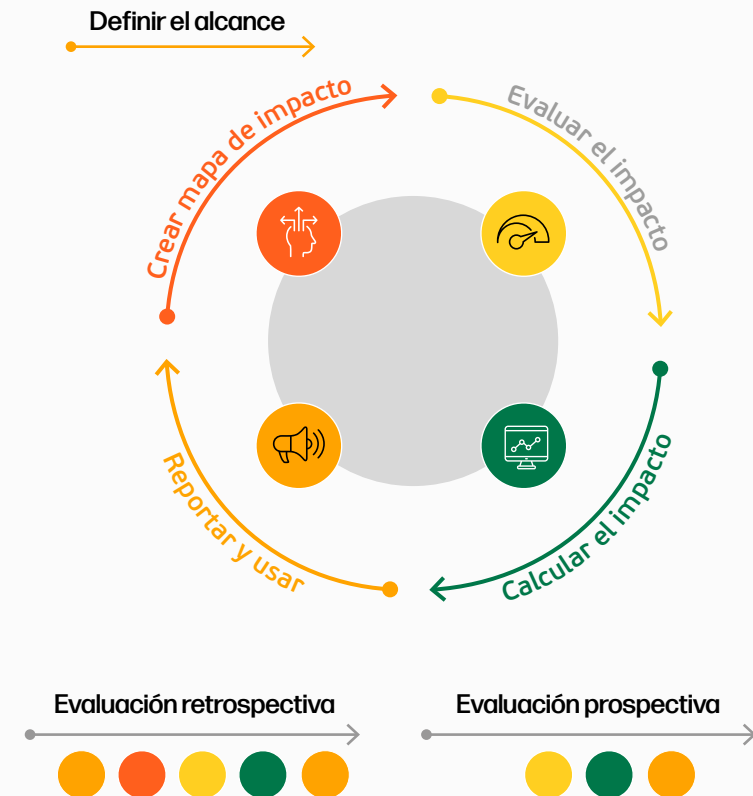 Definir el alcance
Crear mapa de impacto
Evaluar el impacto
Reportar y usar
Calcular el impacto
Evaluación retrospectiva
Evaluación prospectiva